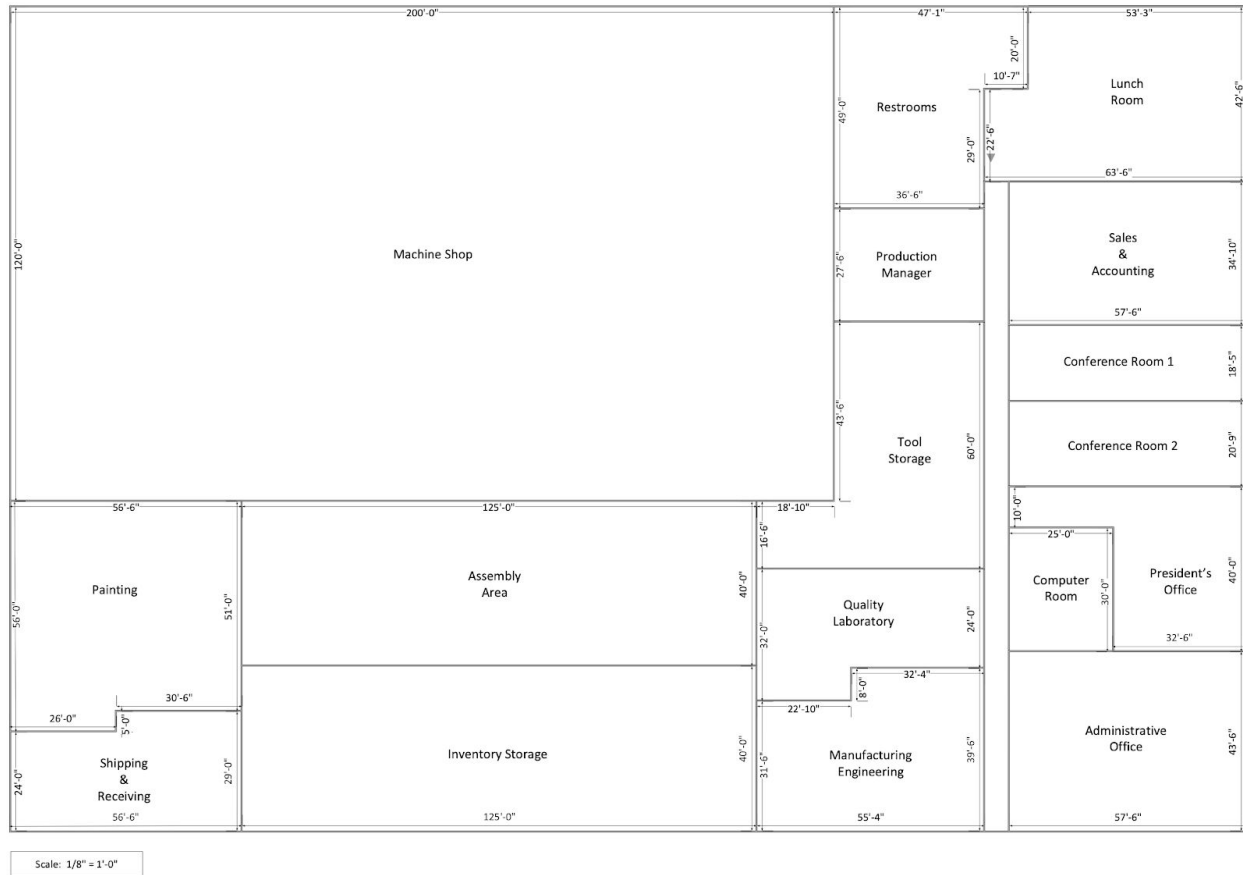 200'-0"
47'-1"
53'-3"
20'-0"
10'-7"
Lunch
Room
42'-6"
49'-0"
Restrooms
29'-0"
22'-6"
63'-6"
36'-6"
120'-0"
Machine Shop
27'-6"
Production
Manager
Sales
&
Accounting
34'-10"
57'-6"
Conference Room 1
18'-5"
43'-6"
Tool
Storage
60'-0"
Conference Room 2
20'-9"
56'-6"
125'-0"
18'-10"
10'-0"
16'-6"
25'-0"
Painting
56'-0"
51'-0"
Assembly
Area
40'-0"
Quality
Laboratory
32'-0"
24'-0"
Computer
Room
30'-0"
President’s
Office
40'-0"
32'-6"
32'-4"
8'-0"
22'-10"
30'-6"
26'-0"
5'-0"
Shipping
&
Receiving
24'-0"
29'-0"
56'-6"
Inventory Storage
40'-0"
125'-0"
31'-6"
Manufacturing
Engineering
39'-6"
55'-4"
Administrative
Office
43'-6"
57'-6"
Scale: 1/8" = 1'-0"